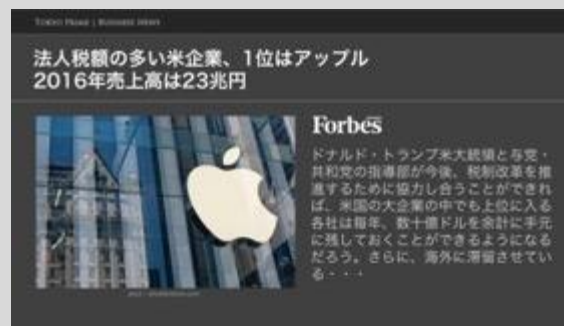 TOKYO PRIME | BUSINESS NEWS
法人税額の多い米企業、1位はアップル
2016年売上高は23兆円
Forbes
ドナルド・トランプ米大統領と与党・
共和党の指導部が今後、税制改革を推
進するために協力し合うことができれ
ば、米国の大企業の中でも上位に入る
各社は毎年、数十億ドルを余計に手元
に残しておくことができるようになる
だろう。さらに、海外に滞留させてい
る・・・